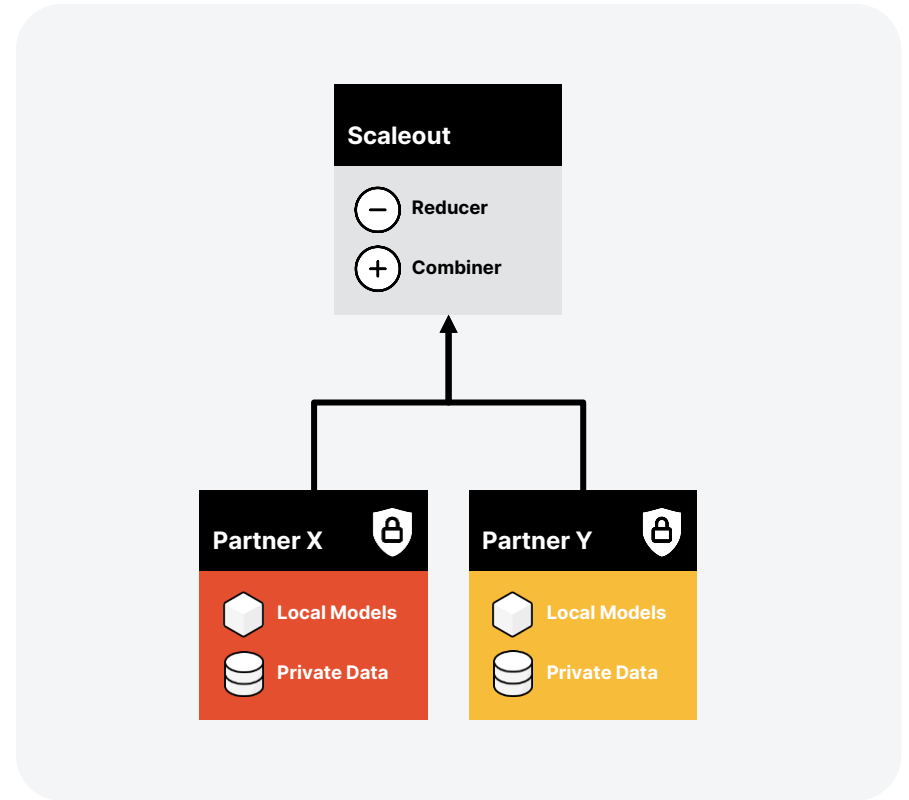 Scaleout
Reducer
Combiner
Partner X
Local Models
Private Data
Partner Y
Local Models
Private Data